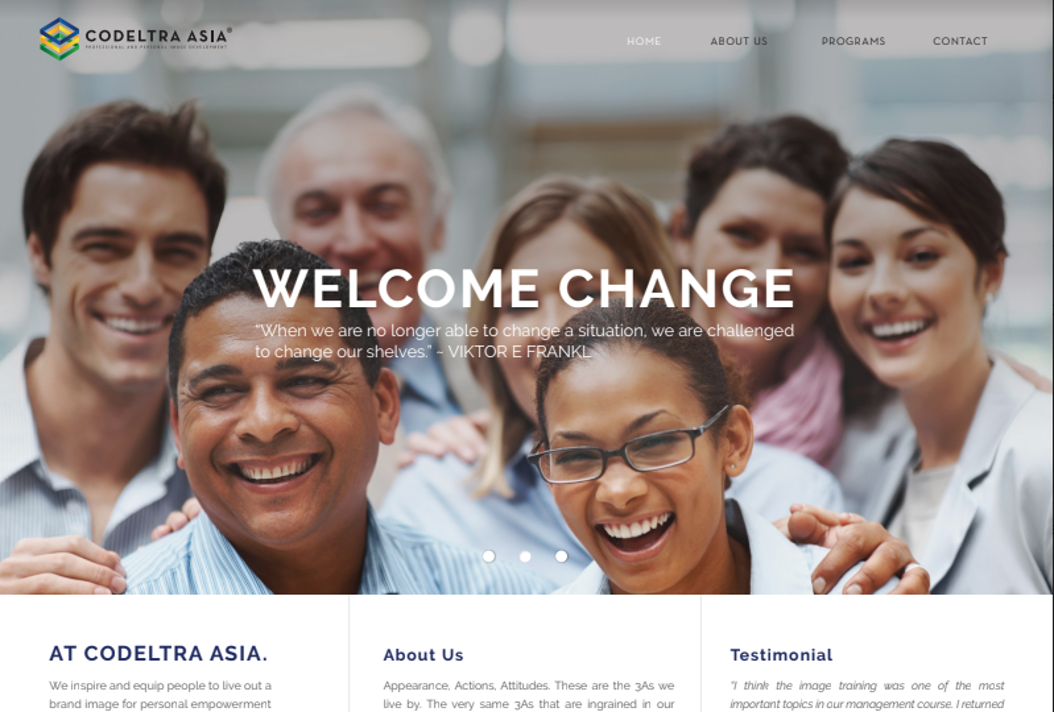 CODELTRA ASIA®
PROFESSIONAL AND PERSONAL IMAGE DEVELOPMENT
HOME ABOUT US PROGRAMS CONTACT
WELCOME CHANGE
“When we are no longer able to change a situation, we are challenged
to change our shelves.” ~ VIKTOR E FRANKL
AT CODELTRA ASIA.
We inspire and equip people to live out a
brand image for personal empowerment
About Us
Appearance, Actions, Attitudes. These are the 3As we
live by. The very same 3As that are ingrained in our
Testimonial
"I think the image training was one of the most
important topics in our management course. I returned